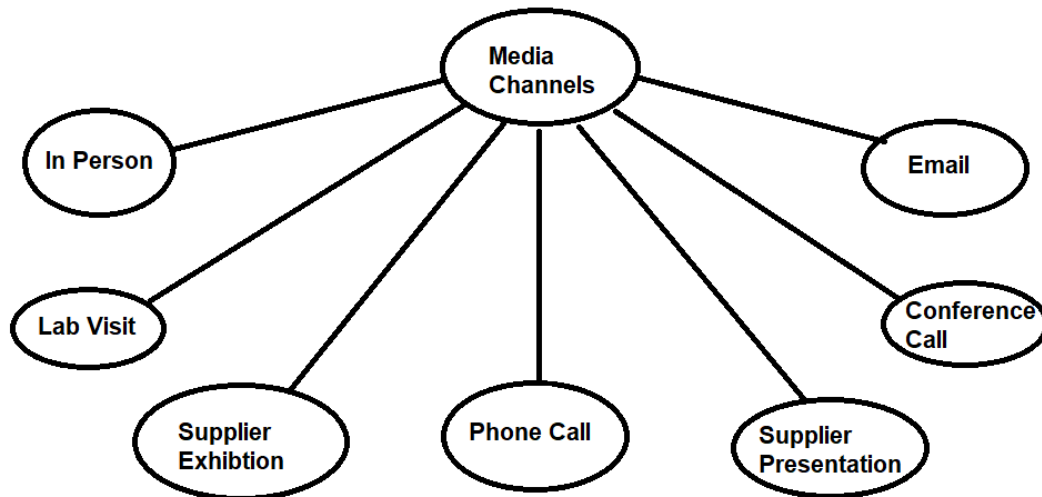 Media
Channels
In Person
Email
Lab Visit
Conference
Call
Supplier
Exhibtion
Phone Call
Supplier
Presentation